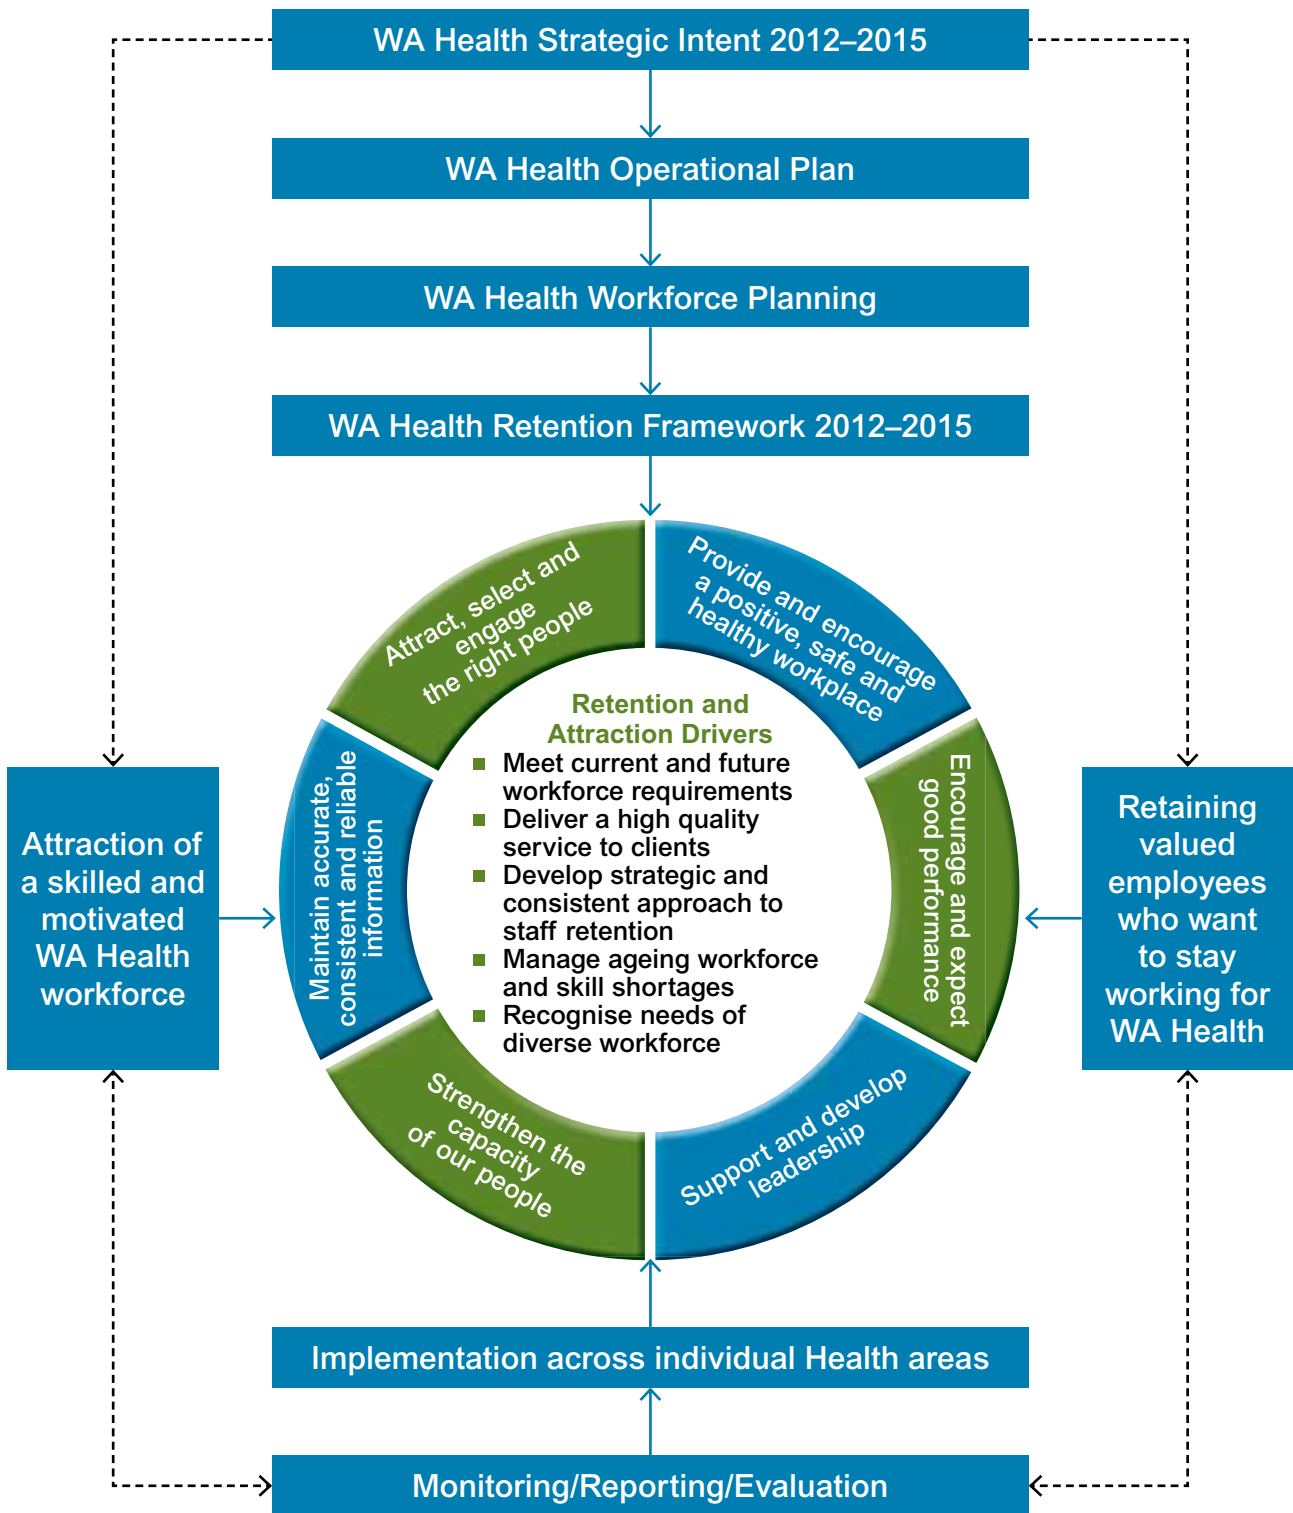 WA Health Strategic Intent 2012–2015
WA Health Operational Plan
WA Health Workforce Planning
WA Health Retention Framework 2012–2015
Attract, select and
engage
the right people
Provide and encourage
a positive, safe and
healthy workplace
Maintain accurate,
consistent and reliable
information
Encourage and expect
good performance
Strengthen the
capacity
of our people
Support and develop
leadership
Retention and
Attraction Drivers
■ Meet current and future
workforce requirements
■ Deliver a high quality
service to clients
■ Develop strategic and
consistent approach to
staff retention
■ Manage ageing workforce
and skill shortages
■ Recognise needs of
diverse workforce
Attraction of
a skilled and
motivated
WA Health
workforce
Retaining
valued
employees
who want
to stay
working for
WA Health
Implementation across individual Health areas
Monitoring/Reporting/Evaluation